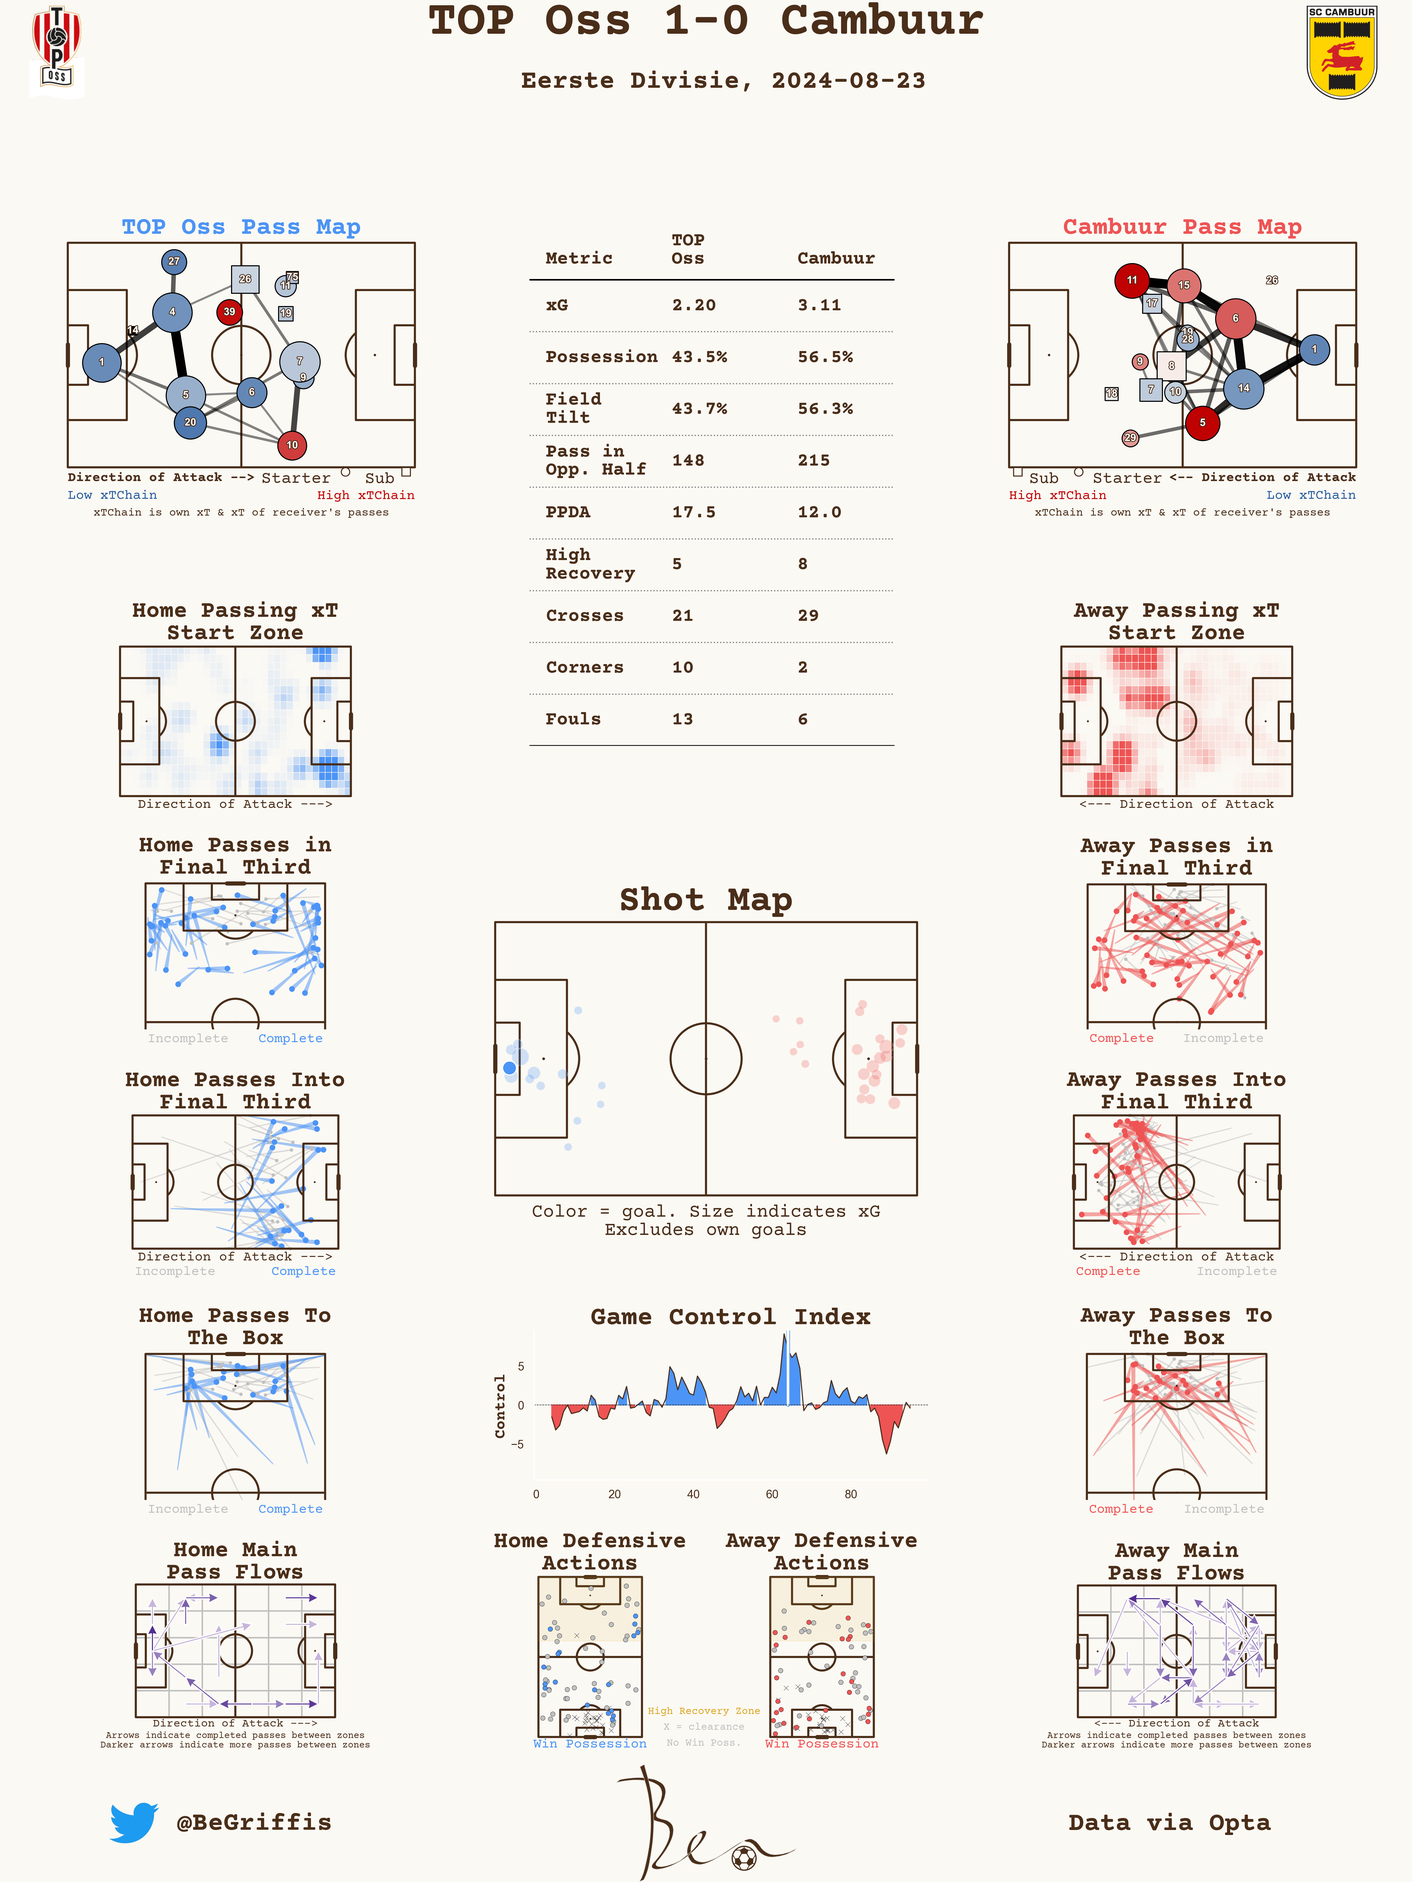 TOP Oss 1-0 Cambuur
Eerste Divisie, 2024-08-23
T
O
P
OSS
SC CAMBUUR
TOP Oss Pass Map
27
26
75
11
4
39
19
14
1
7
9
5
6
20
10
Direction of Attack --> Starter Sub
Low xTChain High xTChain
xTChain is own xT & xT of receiver's passes
Metric TOP Oss Cambuur
xG 2.20 3.11
Possession 43.5% 56.5%
Field Tilt 43.7% 56.3%
Pass in Opp. Half 148 215
PPDA 17.5 12.0
High Recovery 5 8
Crosses 21 29
Corners 10 2
Fouls 13 6
Cambuur Pass Map
11
15
26
17
6
19
28
1
9
8
18
7
10
14
5
29
Sub Starter <-- Direction of Attack
High xTChain Low xTChain
xTChain is own xT & xT of receiver's passes
Home Passing xT
Start Zone
Direction of Attack --->
Away Passing xT
Start Zone
<--- Direction of Attack
Home Passes in
Final Third
Incomplete Complete
Away Passes in
Final Third
Complete Incomplete
Shot Map
Color = goal. Size indicates xG
Excludes own goals
Home Passes Into
Final Third
Direction of Attack --->
Incomplete Complete
Away Passes Into
Final Third
<--- Direction of Attack
Complete Incomplete
Home Passes To
The Box
Incomplete Complete
Game Control Index
Control
5
0
−5
0 20 40 60 80
Away Passes To
The Box
Complete Incomplete
Home Main
Pass Flows
Direction of Attack --->
Arrows indicate completed passes between zones
Darker arrows indicate more passes between zones
Home Defensive
Actions
Win Possession
High Recovery Zone
X = clearance
No Win Poss.
Away Defensive
Actions
Win Possession
Away Main
Pass Flows
<--- Direction of Attack
Arrows indicate completed passes between zones
Darker arrows indicate more passes between zones
@BeGriffis
Ben
Data via Opta